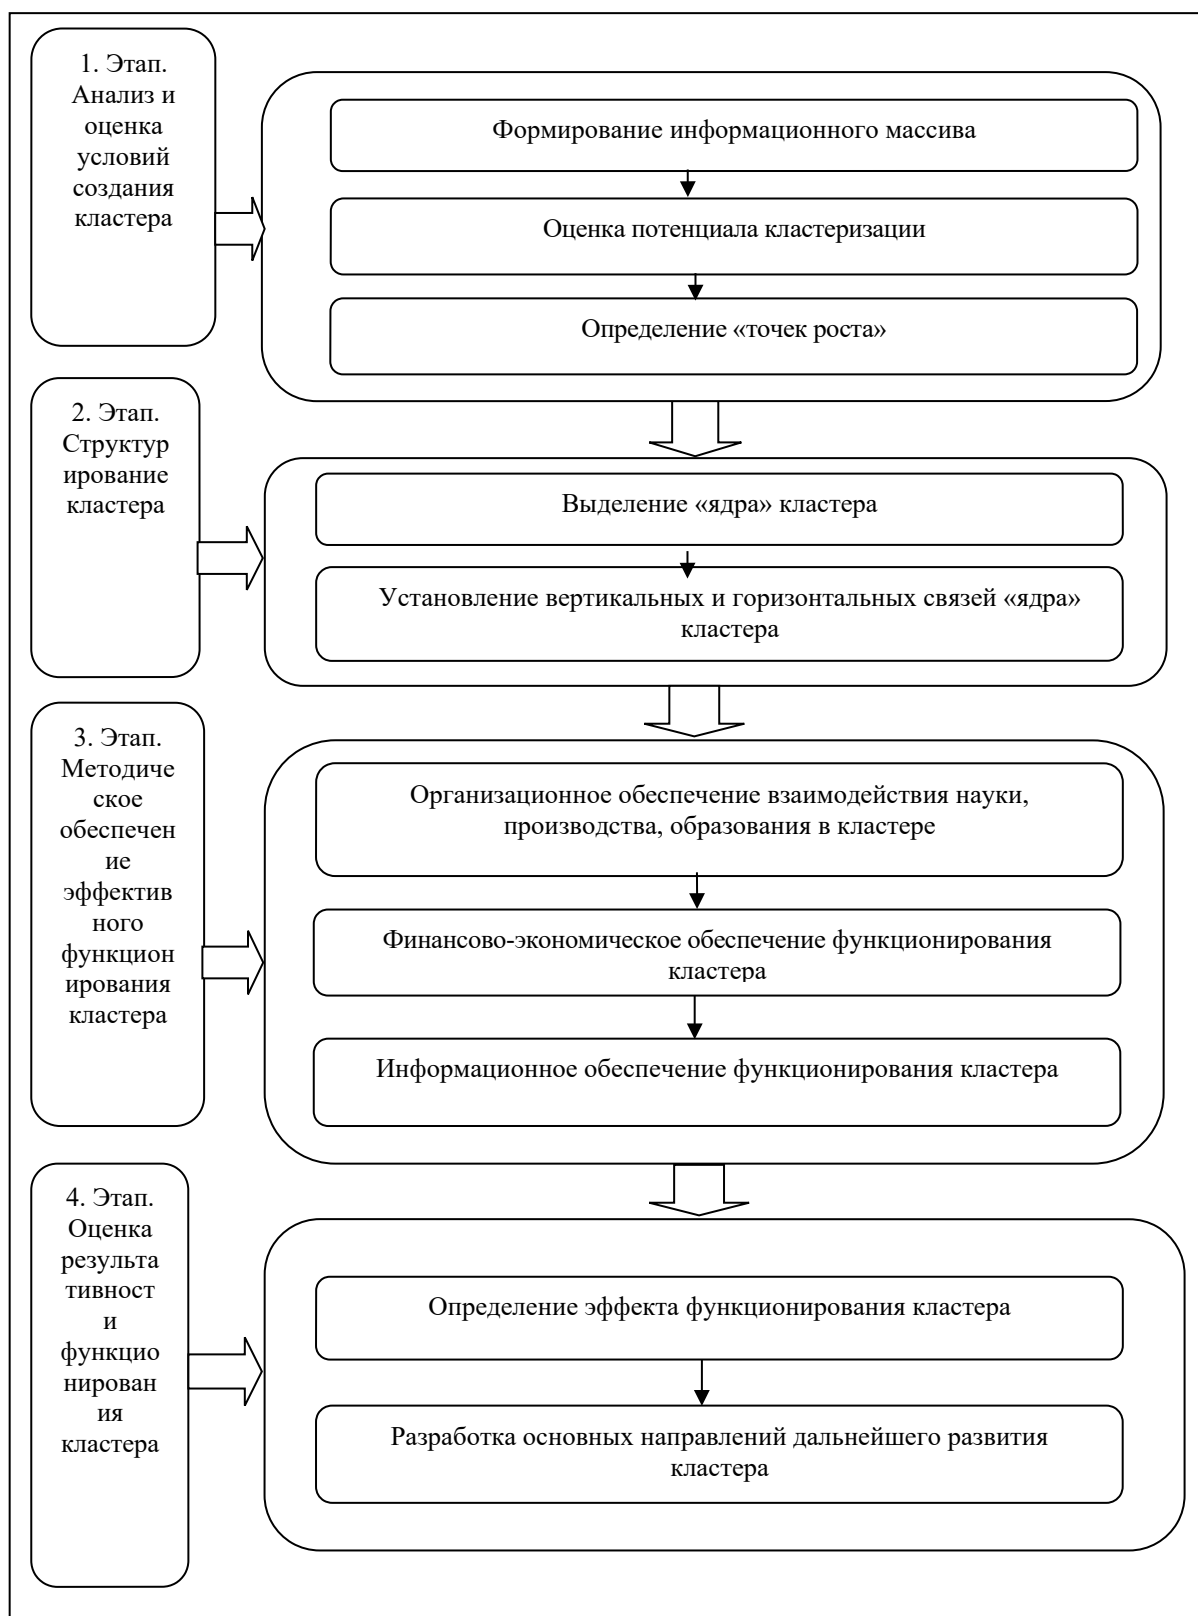 1. Этап.
Анализ и
оценка
условий
создания
кластера
Формирование информационного массива
Оценка потенциала кластеризации
Определение «точек роста»
2. Этап.
Структур
ирование
кластера
Выделение «ядра» кластера
Установление вертикальных и горизонтальных связей «ядра»
кластера
3. Этап.
Методиче
ское
обеспечен
ие
эффектив
ного
функцион
ирования
кластера
Организационное обеспечение взаимодействия науки,
производства, образования в кластере
Финансово-экономическое обеспечение функционирования
кластера
Информационное обеспечение функционирования кластера
4. Этап.
Оценка
результа
тивност
и
функцио
нирован
ия
кластера
Определение эффекта функционирования кластера
Разработка основных направлений дальнейшего развития
кластера